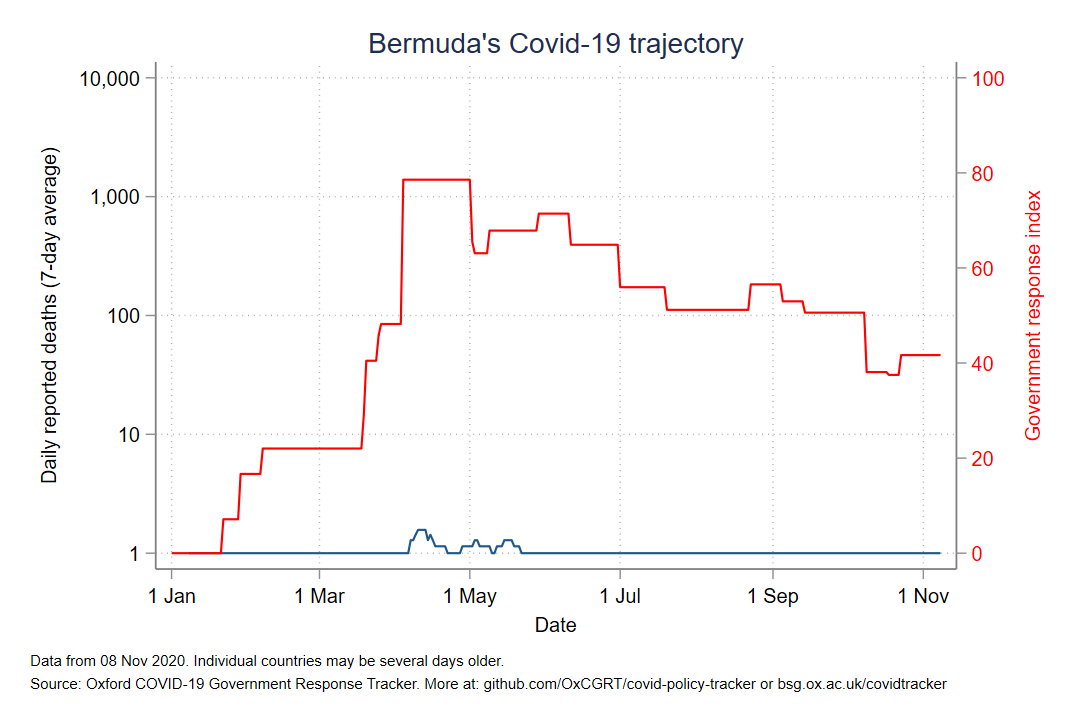 Bermuda's Covid-19 trajectory
10,000
1,000
100
10
1
Daily reported deaths (7-day average)
100
80
60
40
20
0
Government response index
1 Jan
1 Mar
1 May
1 Jul
1 Sep
1 Nov
Date
Data from 08 Nov 2020. Individual countries may be several days older.
Source: Oxford COVID-19 Government Response Tracker. More at: github.com/OxCGRT/covid-policy-tracker or bsg.ox.ac.uk/covidtracker